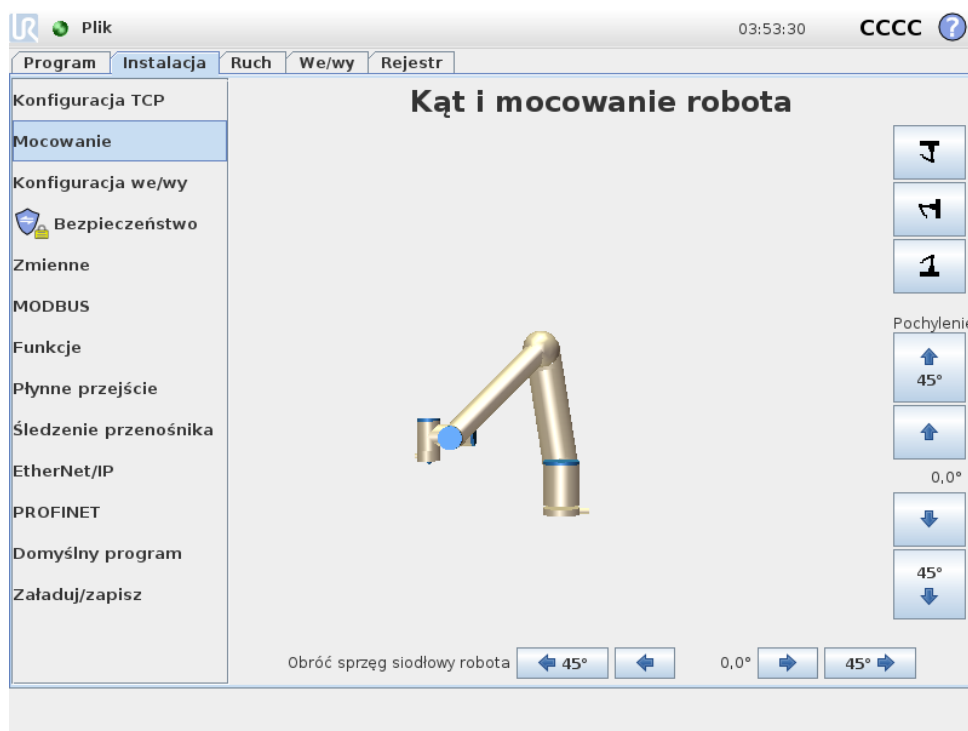 UR Plik 03:53:30 CCCC ?
Program Instalacja Ruch We/wy Rejestr
Konfiguracja TCP
Mocowanie
Konfiguracja we/wy
Bezpieczeństwo
Zmienne
MODBUS
Funkcje
Płynne przejście
Śledzenie przenośnika
EtherNet/IP
PROFINET
Domyślny program
Załaduj/zapisz
Kąt i mocowanie robota
Pochylenie
45°
0,0°
45°
Obróć sprzęg siodłowy robota 45° 0,0° 45°